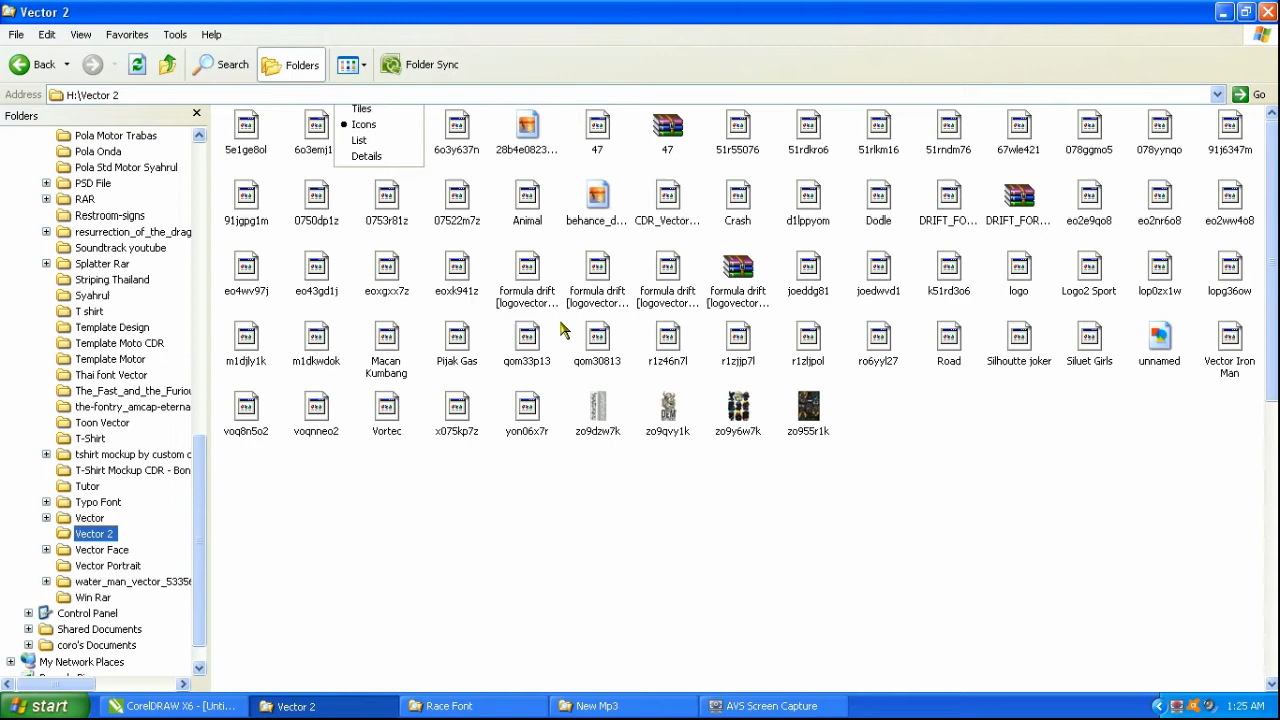 Vector 2
File Edit View Favorites Tools Help
Back Search Folders Folder Sync
Address H:\Vector 2 Go
Folders
Pola Motor Trabas
Pola Onda
Pola Std Motor Syahrul
PSD File
RAR
Restroom-signs
resurrection_of_the_drag
Soundtrack youtube
Splatter Rar
Striping Thailand
Syahrul
T shirt
Template Design
Template Moto CDR
Template Motor
Thai font Vector
The_Fast_and_the_Furio
the-fontry_amcap-eterna
Toon Vector
T-Shirt
tshirt mockup by custom c
T-Shirt Mockup CDR - Bon
Tutor
Typo Font
Vector
Vector 2
Vector Face
Vector Portrait
water_man_vector_5335
Win Rar
Control Panel
Shared Documents
coro's Documents
My Network Places
Tiles
Icons
List
Details
5e1ge8ol 6o3emj1 6o3y637n 28b4e0823... 47 47 51r55076 51rdkro6 51rlkm16 51rndm76 67wle421 078ggmo5 078yynqo 91j6347m
91jgpg1m 0750dp1z 0753r81z 07522m7z Animal behance_d... CDR_Vector... Crash d1lppyom Dodle DRIFT_FO... DRIFT_FOR... eo2e9qo8 eo2nr6o8 eo2ww4o8
eo4wv97j eo43gd1j eoxgxx7z eoxk941z formula drift formula drift formula drift formula drift joeddg81 joedwvd1 k51rd3o6 logo Logo2 Sport lop0zx1w lopg36ow
[logovector... [logovector... [logovector... [logovector...
m1djly1k m1dkwdok Macan Pijak Gas qom33p13 qom30813 r1z46n7l r1zjjp7l r1zljpol ro6yyl27 Road Silhoutte joker Siluet Girls unnamed Vector Iron
Kumbang Man
voq8n5o2 voqnneo2 Vortec x075kp7z yon06x7r zo9dzw7k zo9qvy1k zo9y6w7k zo955r1k
start CorelDRAW X6 - [Unti... Vector 2 Race Font New Mp3 AVS Screen Capture 1:25 AM